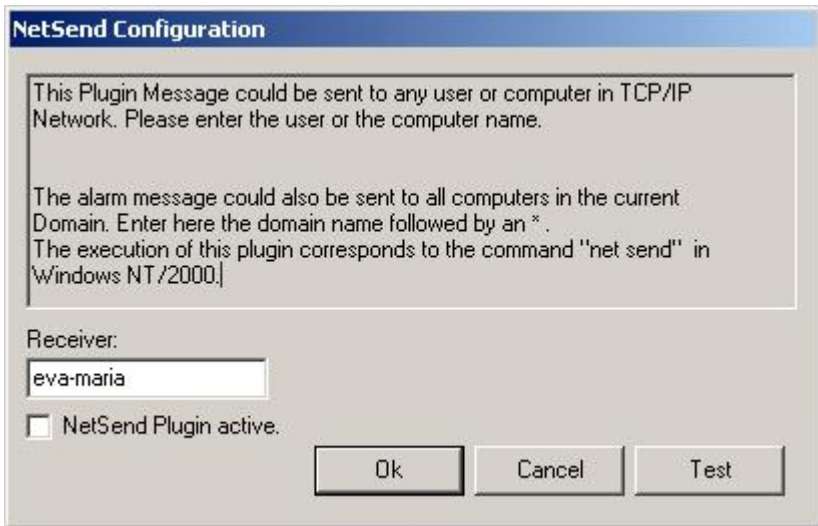 NetSend Configuration
This Plugin Message could be sent to any user or computer in TCP/IP
Network. Please enter the user or the computer name.
The alarm message could also be sent to all computers in the current
Domain. Enter here the domain name followed by an * .
The execution of this plugin corresponds to the command "net send" in
Windows NT/2000.
Receiver:
eva-maria
NetSend Plugin active.
Ok Cancel Test